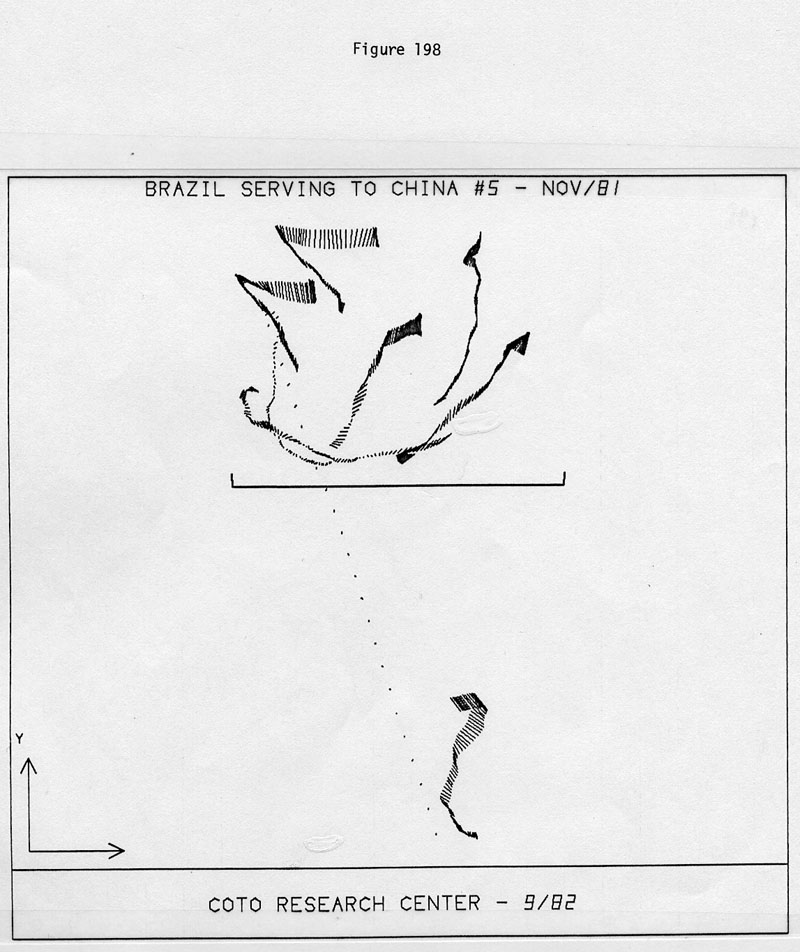 Figure 198
BRAZIL SERVING TO CHINA #5 - NOV/81
Y
COTO RESEARCH CENTER - 9/82